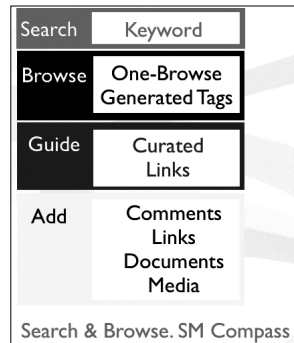 Search Keyword
Browse One-Browse
Generated Tags
Guide Curated
Links
Add Comments
Links
Documents
Media
Search & Browse. SM Compass